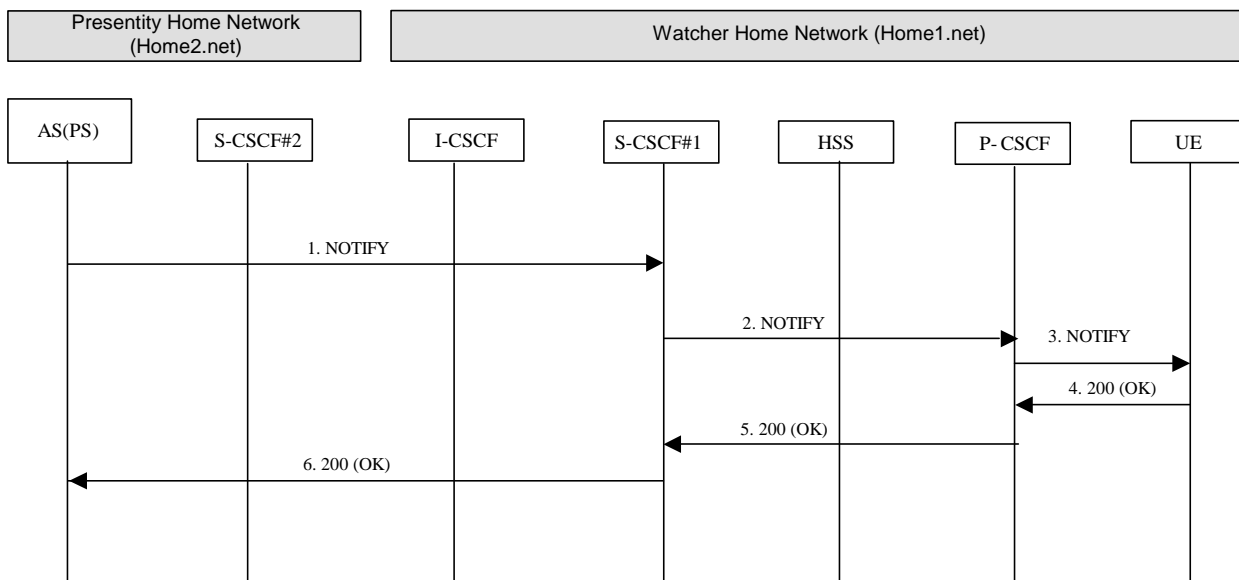 Presentity Home Network
(Home2.net)
Watcher Home Network (Home1.net)
AS(PS)
S-CSCF#2
I-CSCF
S-CSCF#1
HSS
P- CSCF
UE
1. NOTIFY
2. NOTIFY
3. NOTIFY
4. 200 (OK)
5. 200 (OK)
6. 200 (OK)